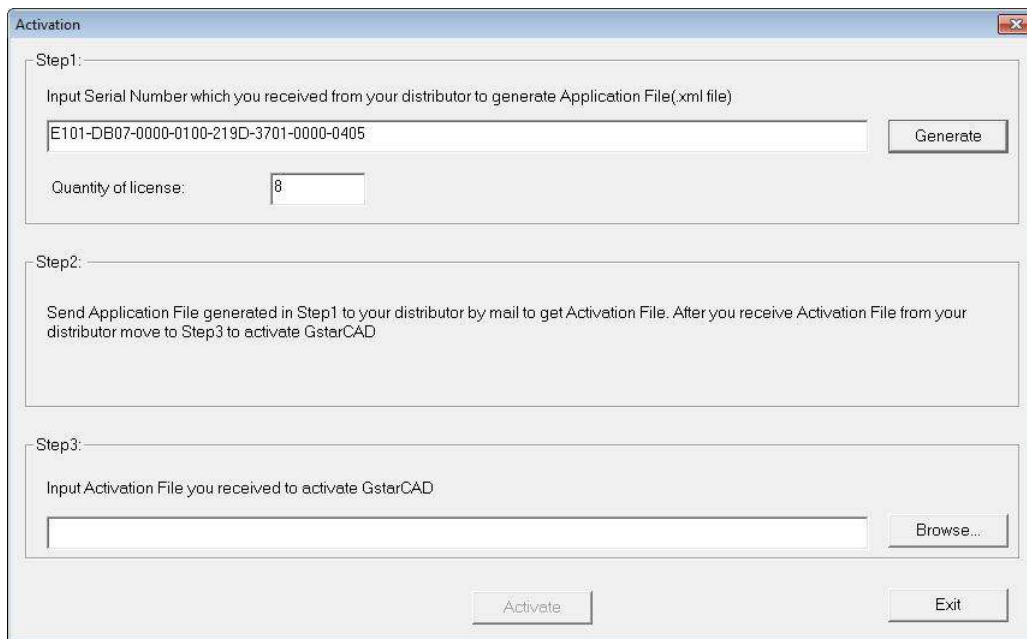 Activation
Step1:
Input Serial Number which you received from your distributor to generate Application File(.xml file)
E101-DB07-0000-0100-219D-3701-0000-0405
Generate
Quantity of license:
8
Step2:
Send Application File generated in Step1 to your distributor by mail to get Activation File. After you receive Activation File from your
distributor move to Step3 to activate GstarCAD
Step3:
Input Activation File you received to activate GstarCAD
Browse...
Activate
Exit